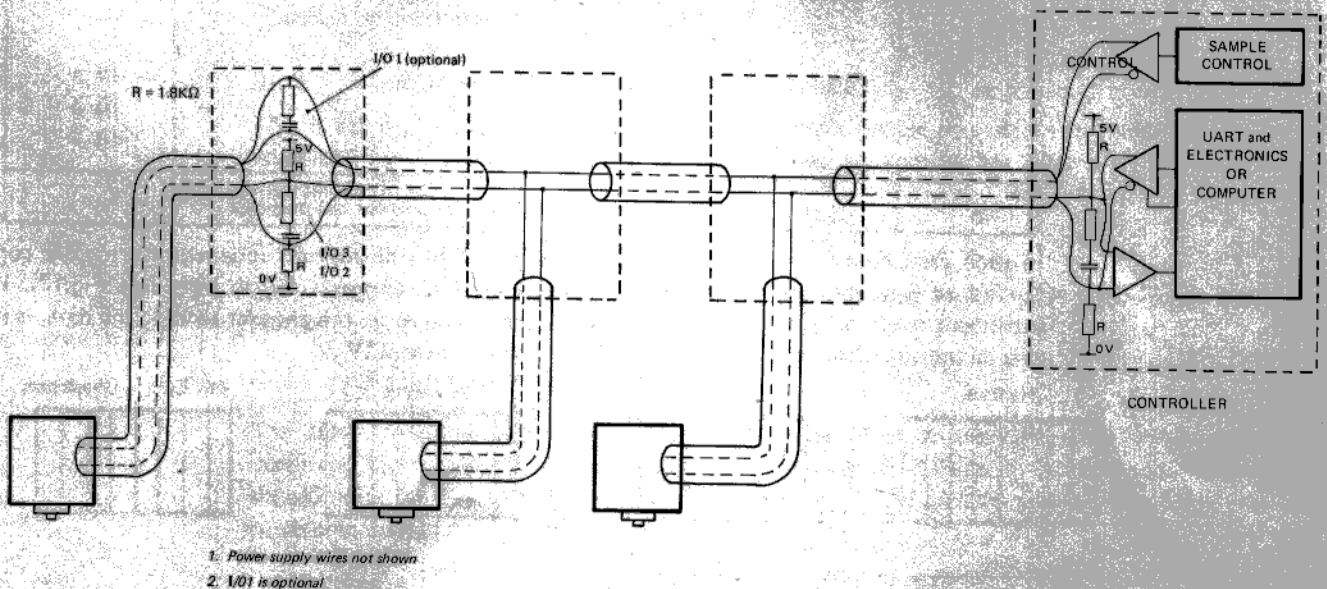 I/O 1 (optional)
R = 1.8KΩ
5V
R
I/O 3
I/O 2
R
0V
CONTROL
SAMPLE
CONTROL
5V
R
UART and
ELECTRONICS
OR
COMPUTER
R
0V
CONTROLLER
1. Power supply wires not shown
2. I/01 is optional